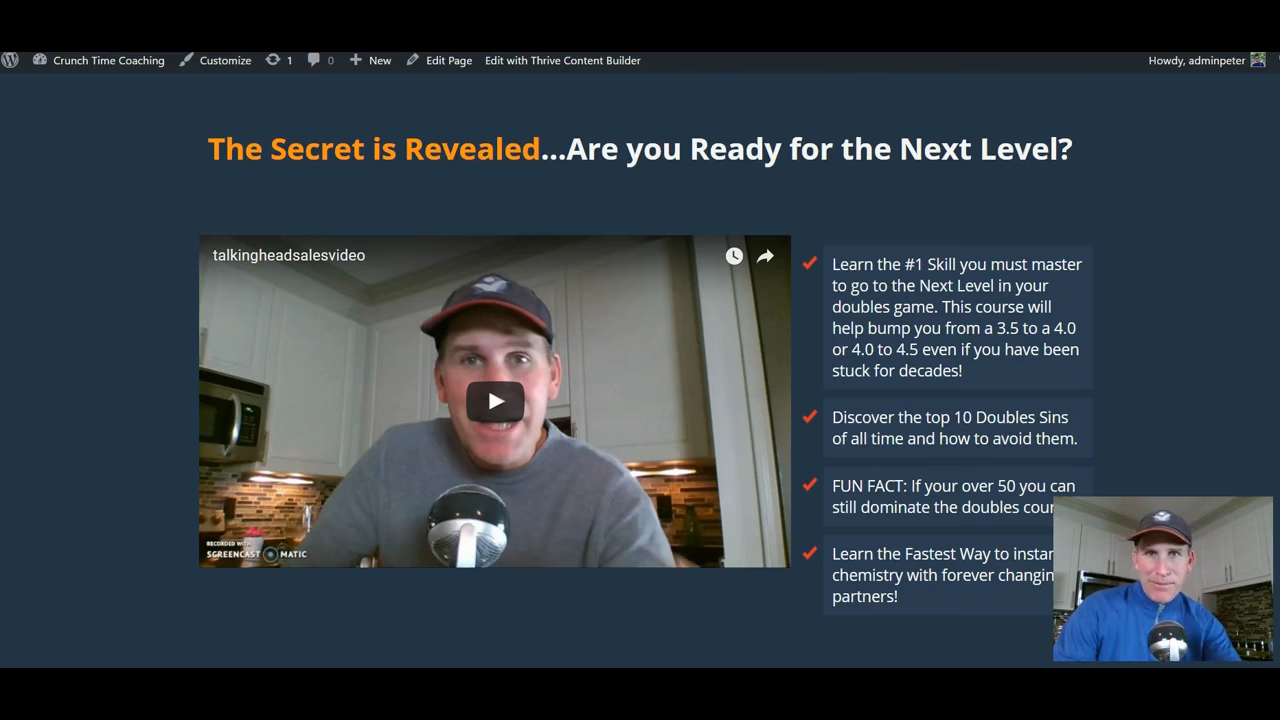 Crunch Time Coaching Customize 1 0 New Edit Page Edit with Thrive Content Builder Howdy, adminpeter
The Secret is Revealed...Are you Ready for the Next Level?
talkingheadsalesvideo
RECORDED WITH
SCREENCAST MATIC
Learn the #1 Skill you must master
to go to the Next Level in your
doubles game. This course will
help bump you from a 3.5 to a 4.0
or 4.0 to 4.5 even if you have been
stuck for decades!
Discover the top 10 Doubles Sins
of all time and how to avoid them.
FUN FACT: If your over 50 you can
still dominate the doubles cour
Learn the Fastest Way to instan
chemistry with forever changin
partners!